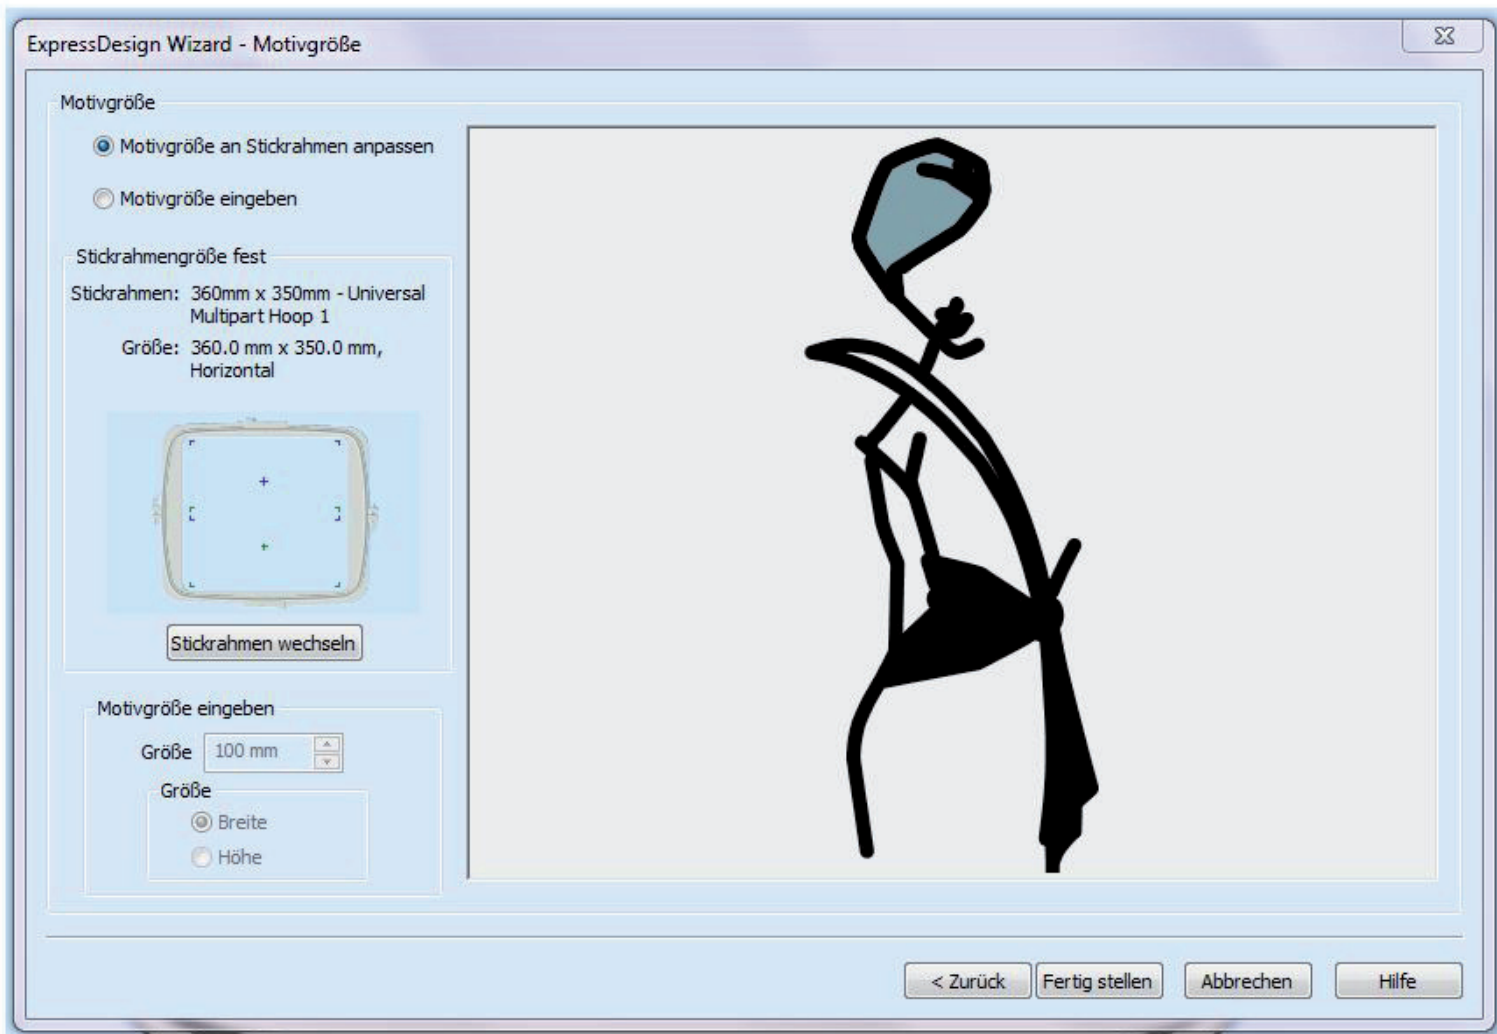 ExpressDesign Wizard - Motivgröße
Motivgröße
Motivgröße an Stickrahmen anpassen
Motivgröße eingeben
Stickrahmengröße fest
Stickrahmen: 360mm x 350mm - Universal
Multipart Hoop 1
Größe: 360.0 mm x 350.0 mm,
Horizontal
Stickrahmen wechseln
Motivgröße eingeben
Größe 100 mm
Größe
Breite
Höhe
< Zurück Fertig stellen Abbrechen Hilfe